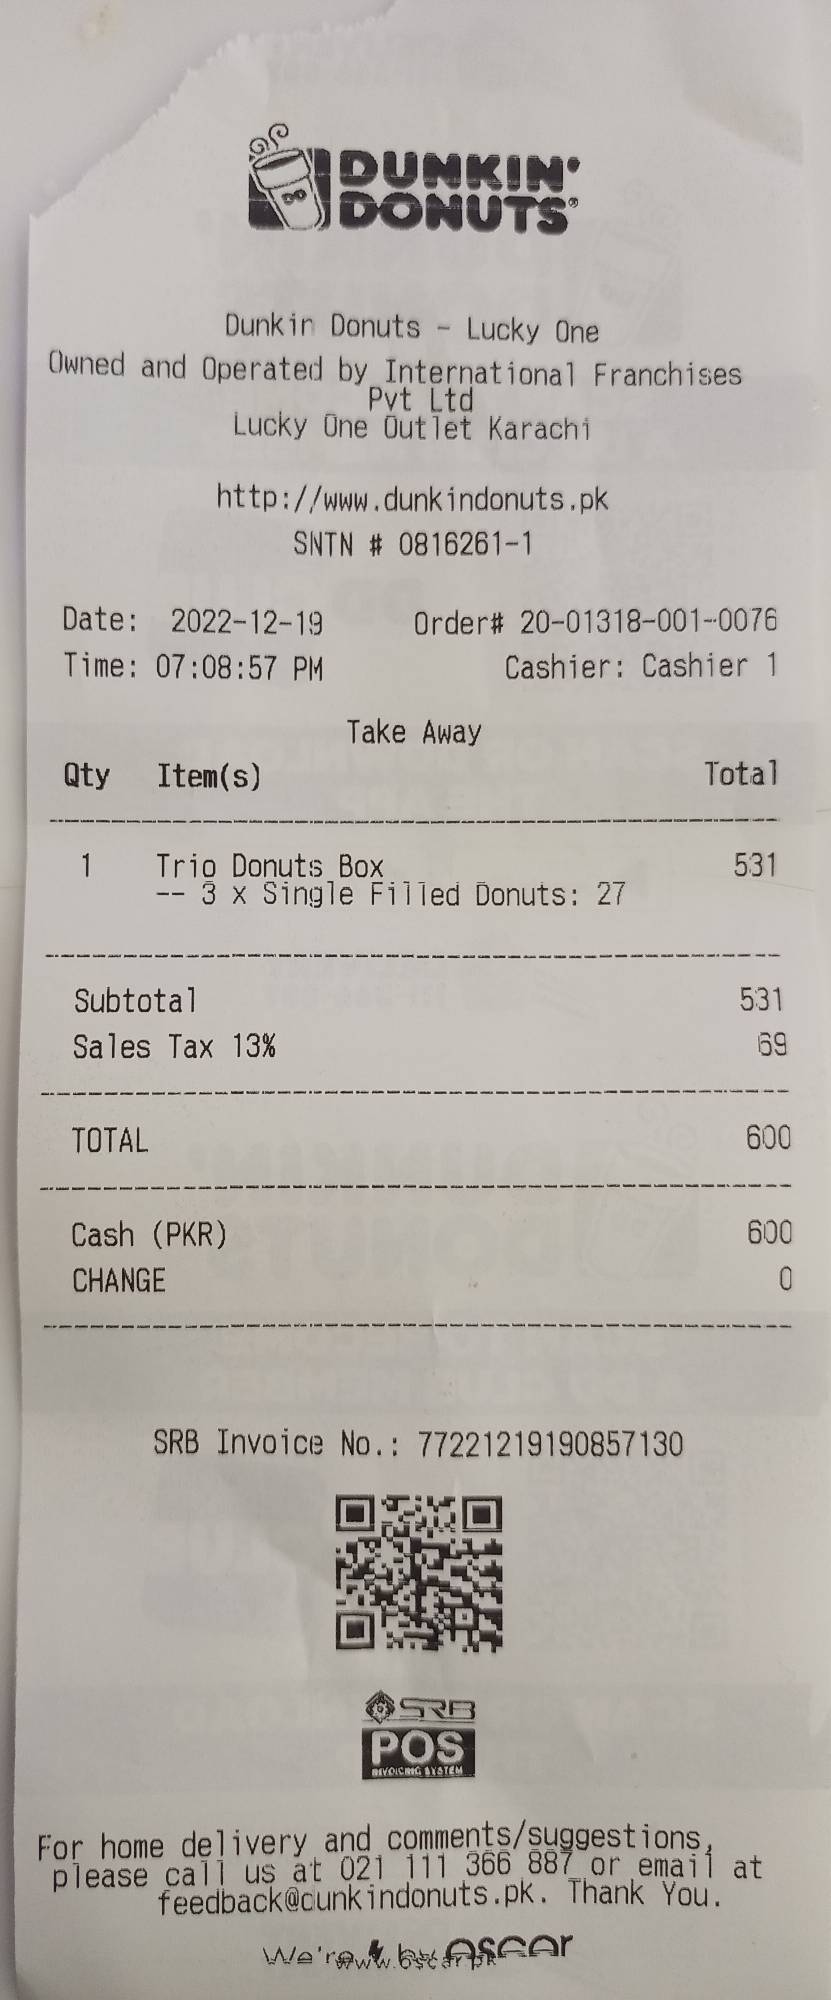 DUNKIN'
DONUTS®
Dunkin Donuts - Lucky One
Owned and Operated by International Franchises
Pvt Ltd
Lucky One Outlet Karachi
http://www.dunkindonuts.pk
SNTN # 0816261-1
Date: 2022-12-19 Order# 20-01318-001-0076
Time: 07:08:57 PM Cashier: Cashier 1
Take Away
Qty Item(s) Total
1 Trio Donuts Box 531
-- 3 x Single Filled Donuts: 27
Subtotal 531
Sales Tax 13% 69
TOTAL 600
Cash (PKR) 600
CHANGE 0
SRB Invoice No.: 77221219190857130
SRB
POS
INVOICING SYSTEM
For home delivery and comments/suggestions,
please call us at 021 111 366 887 or email at
feedback@dunkindonuts.pk. Thank You.
We're by Oscar
www.oscar.pk